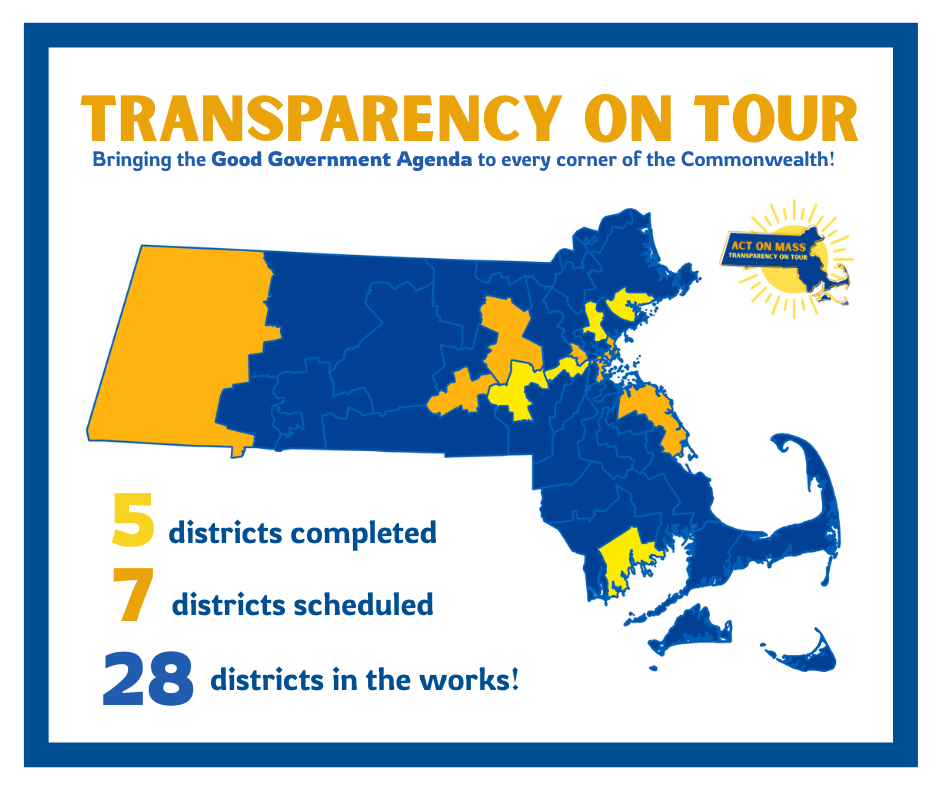 TRANSPARENCY ON TOUR
Bringing the Good Government Agenda to every corner of the Commonwealth!
ACT ON MASS
TRANSPARENCY ON TOUR
5 districts completed
7 districts scheduled
28 districts in the works!